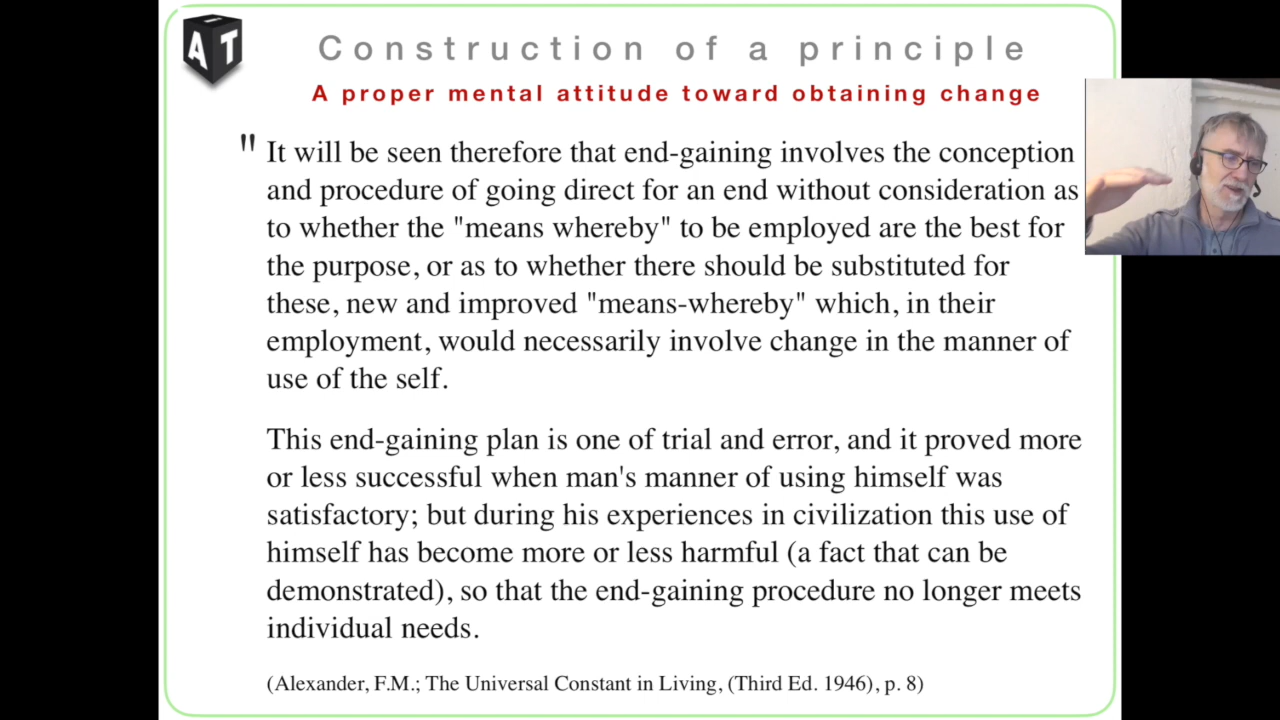 A T
Construction of a principle
A proper mental attitude toward obtaining change
" It will be seen therefore that end-gaining involves the conception
and procedure of going direct for an end without consideration as
to whether the "means whereby" to be employed are the best for
the purpose, or as to whether there should be substituted for
these, new and improved "means-whereby" which, in their
employment, would necessarily involve change in the manner of
use of the self.
This end-gaining plan is one of trial and error, and it proved more
or less successful when man's manner of using himself was
satisfactory; but during his experiences in civilization this use of
himself has become more or less harmful (a fact that can be
demonstrated), so that the end-gaining procedure no longer meets
individual needs.
(Alexander, F.M.; The Universal Constant in Living, (Third Ed. 1946), p. 8)